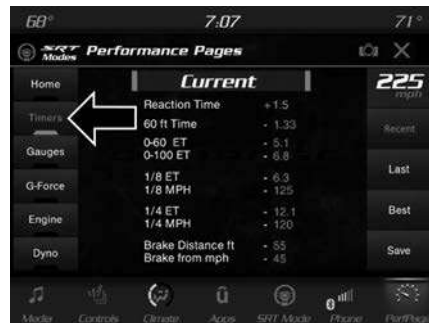 68° 7:07 71°
SRT Modes Performance Pages
Home
Timers
Gauges
G-Force
Engine
Dyno
Current
Reaction Time +1.5
60 ft Time - 1.33
0-60 ET - 5.1
0-100 ET - 6.8
1/8 ET - 6.3
1/8 MPH - 125
1/4 ET - 12.1
1/4 MPH - 120
Brake Distance ft - 55
Brake from mph - 45
225
mph
Recent
Last
Best
Save
Media Controls Climate Apps SRT Mode Phone PerfPage